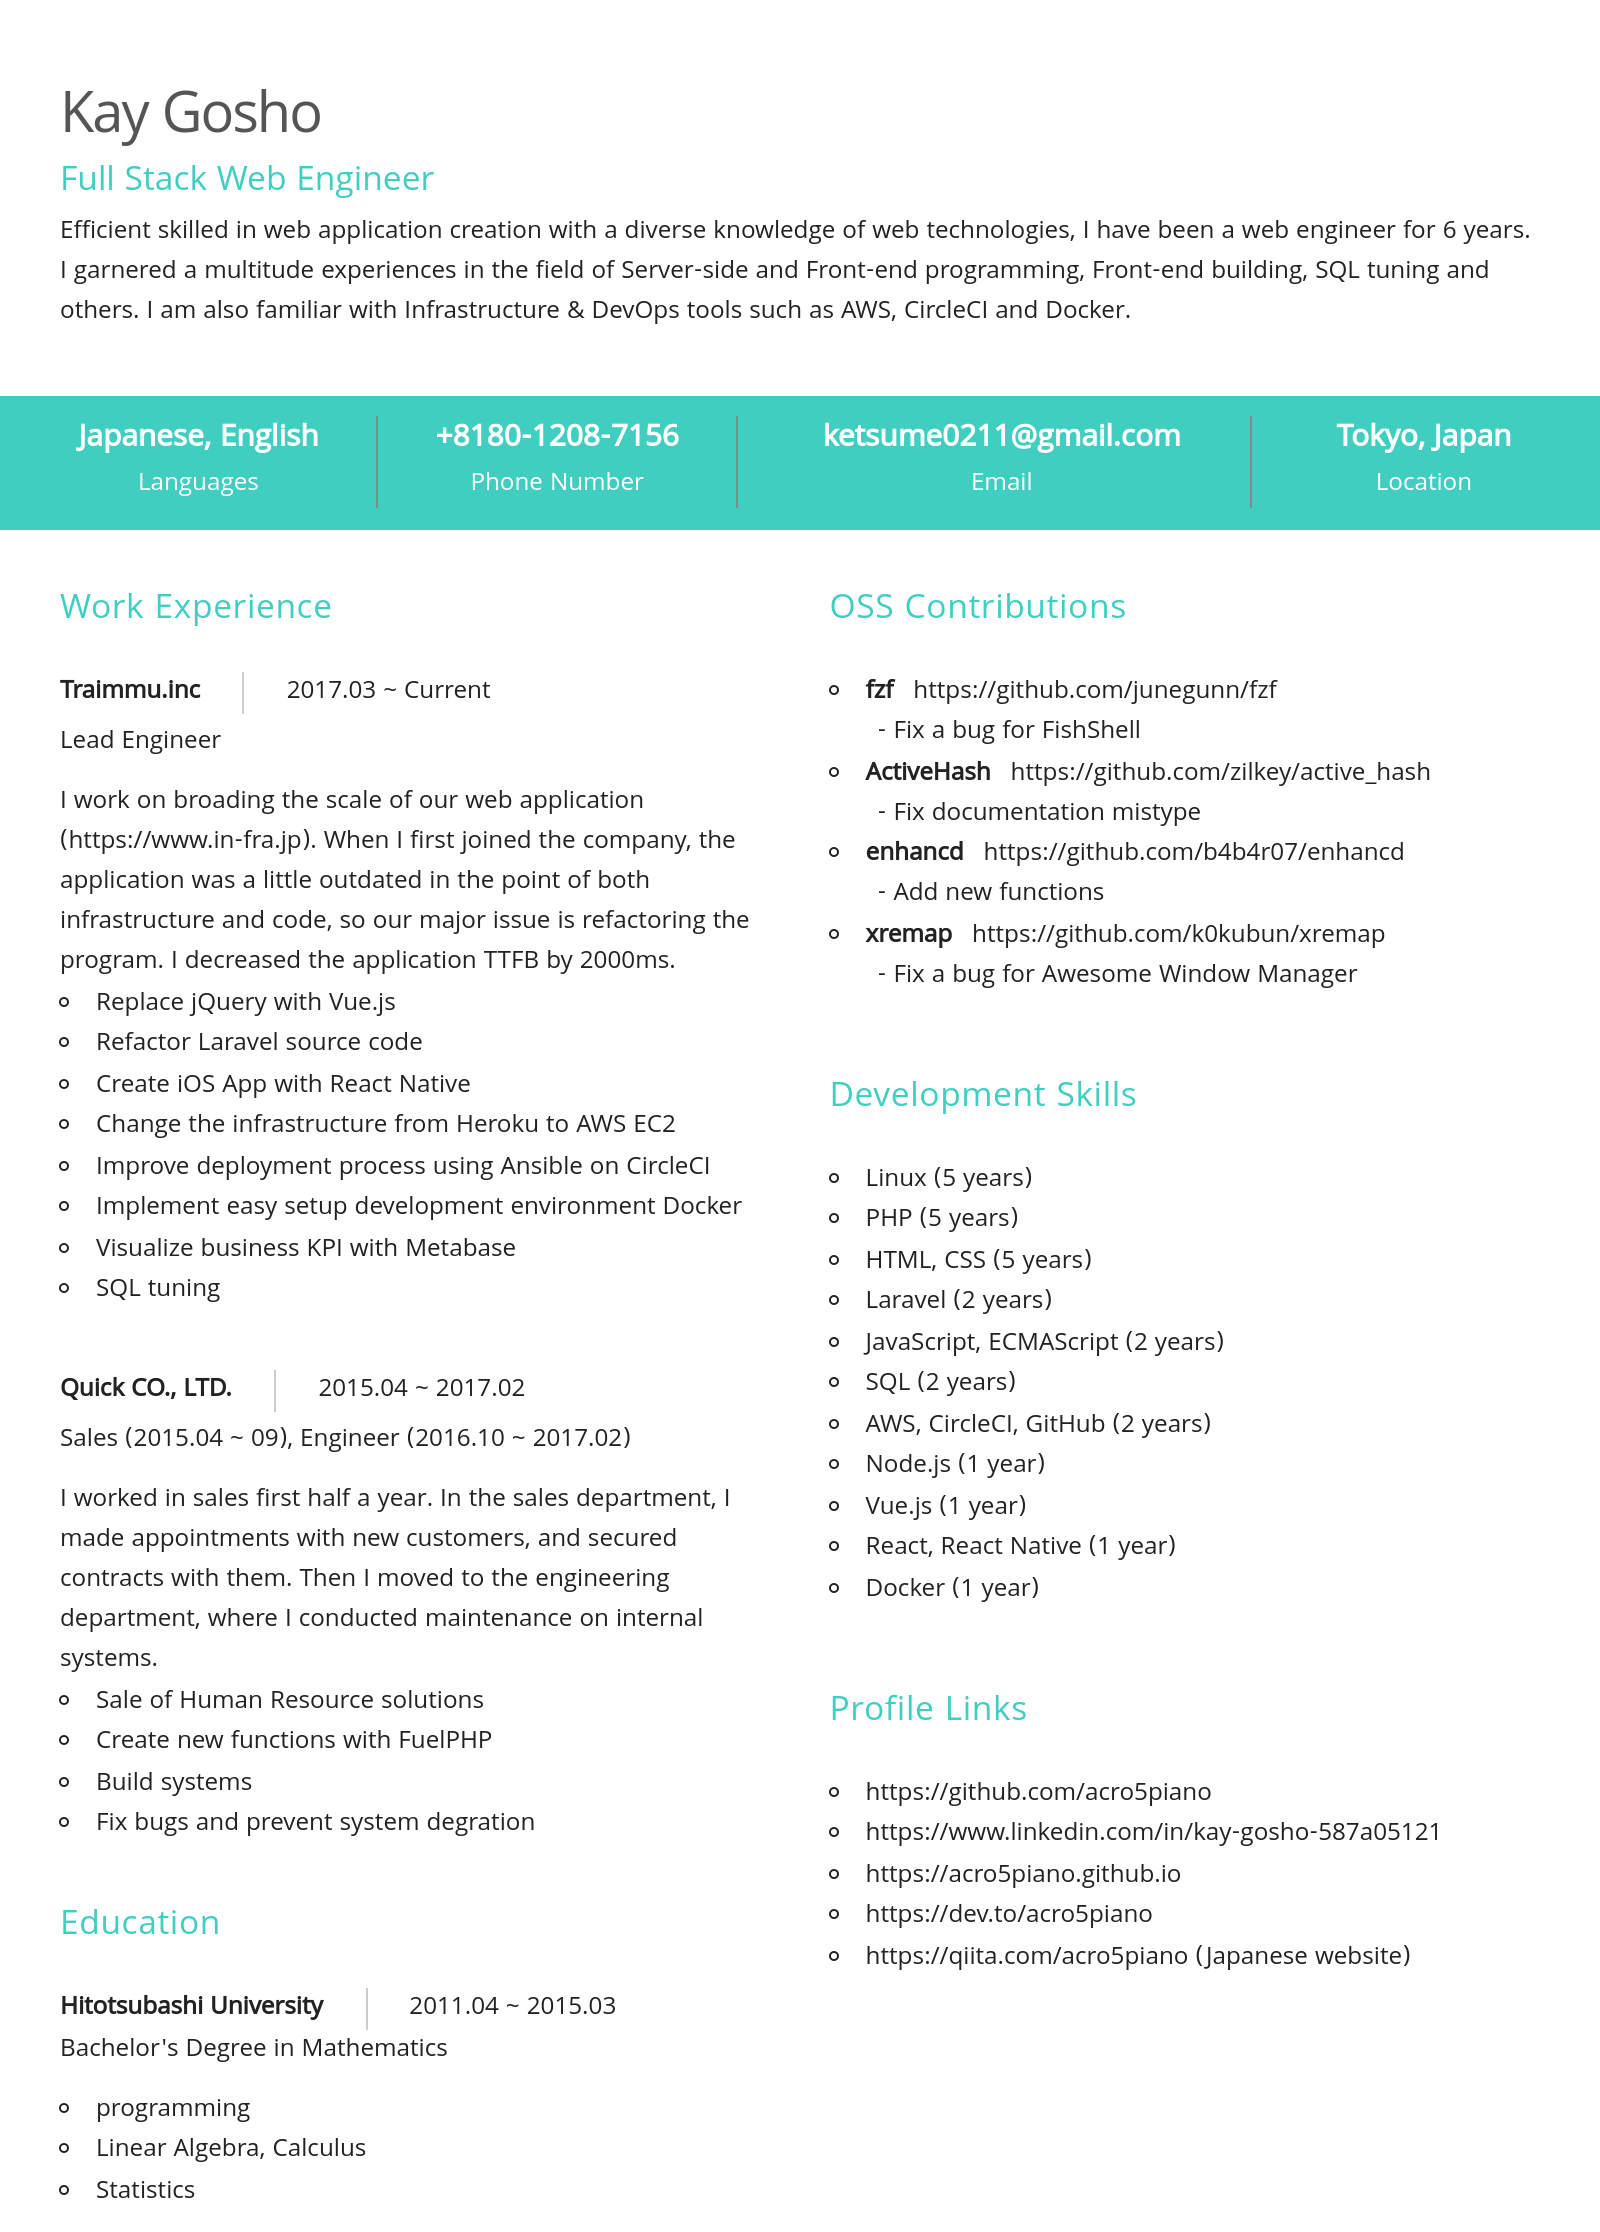 Kay Gosho
Full Stack Web Engineer
Efficient skilled in web application creation with a diverse knowledge of web technologies, I have been a web engineer for 6 years.
I garnered a multitude experiences in the field of Server-side and Front-end programming, Front-end building, SQL tuning and
others. I am also familiar with Infrastructure & DevOps tools such as AWS, CircleCI and Docker.
Japanese, English
Languages
+8180-1208-7156
Phone Number
ketsume0211@gmail.com
Email
Tokyo, Japan
Location
Work Experience
Traimmu.inc 2017.03 ~ Current
Lead Engineer
I work on broading the scale of our web application
(https://www.in-fra.jp). When I first joined the company, the
application was a little outdated in the point of both
infrastructure and code, so our major issue is refactoring the
program. I decreased the application TTFB by 2000ms.
Replace jQuery with Vue.js
Refactor Laravel source code
Create iOS App with React Native
Change the infrastructure from Heroku to AWS EC2
Improve deployment process using Ansible on CircleCI
Implement easy setup development environment Docker
Visualize business KPI with Metabase
SQL tuning
Quick CO., LTD. 2015.04 ~ 2017.02
Sales (2015.04 ~ 09), Engineer (2016.10 ~ 2017.02)
I worked in sales first half a year. In the sales department, I
made appointments with new customers, and secured
contracts with them. Then I moved to the engineering
department, where I conducted maintenance on internal
systems.
Sale of Human Resource solutions
Create new functions with FuelPHP
Build systems
Fix bugs and prevent system degration
Education
Hitotsubashi University 2011.04 ~ 2015.03
Bachelor's Degree in Mathematics
programming
Linear Algebra, Calculus
Statistics
OSS Contributions
fzf https://github.com/junegunn/fzf
- Fix a bug for FishShell
ActiveHash https://github.com/zilkey/active_hash
- Fix documentation mistype
enhancd https://github.com/b4b4r07/enhancd
- Add new functions
xremap https://github.com/k0kubun/xremap
- Fix a bug for Awesome Window Manager
Development Skills
Linux (5 years)
PHP (5 years)
HTML, CSS (5 years)
Laravel (2 years)
JavaScript, ECMAScript (2 years)
SQL (2 years)
AWS, CircleCI, GitHub (2 years)
Node.js (1 year)
Vue.js (1 year)
React, React Native (1 year)
Docker (1 year)
Profile Links
https://github.com/acro5piano
https://www.linkedin.com/in/kay-gosho-587a05121
https://acro5piano.github.io
https://dev.to/acro5piano
https://qiita.com/acro5piano (Japanese website)